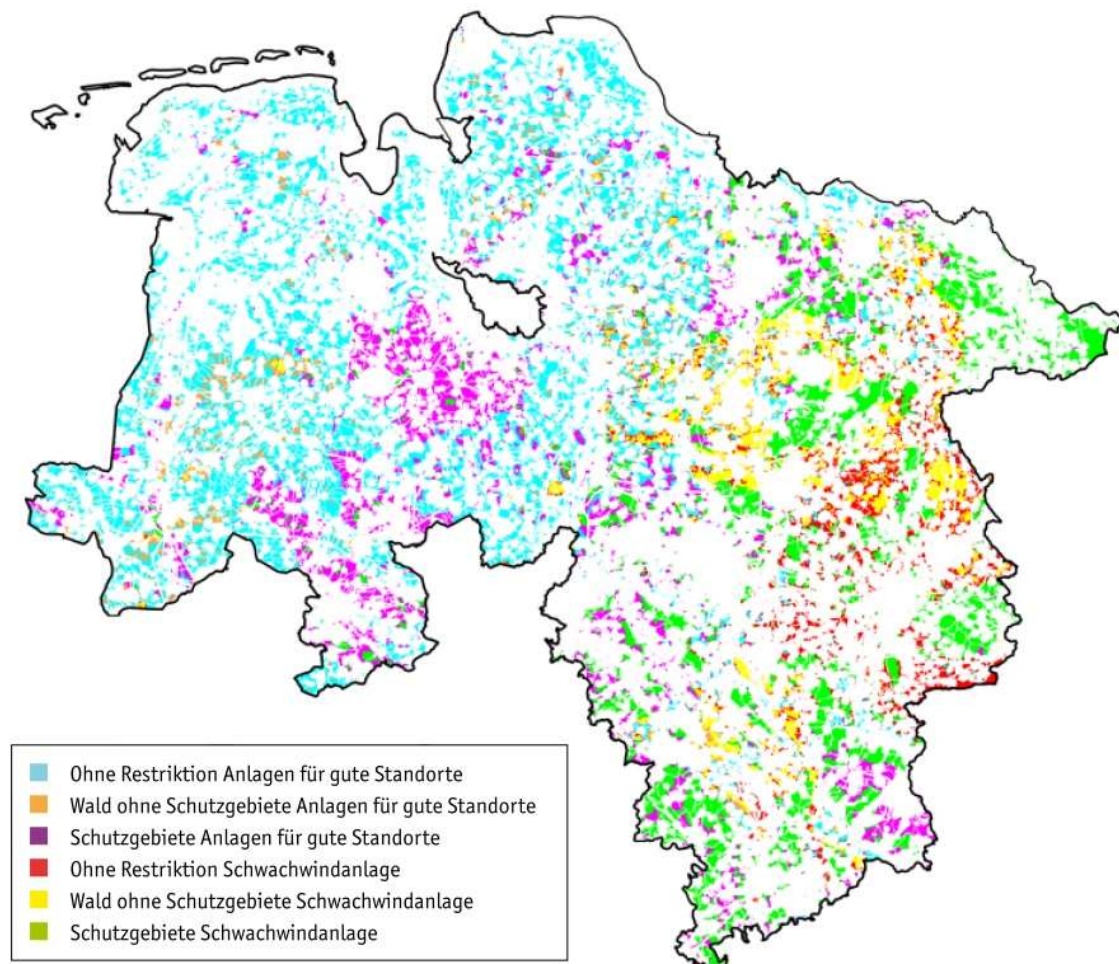 Ohne Restriktion Anlagen für gute Standorte
Wald ohne Schutzgebiete Anlagen für gute Standorte
Schutzgebiete Anlagen für gute Standorte
Ohne Restriktion Schwachwindanlage
Wald ohne Schutzgebiete Schwachwindanlage
Schutzgebiete Schwachwindanlage